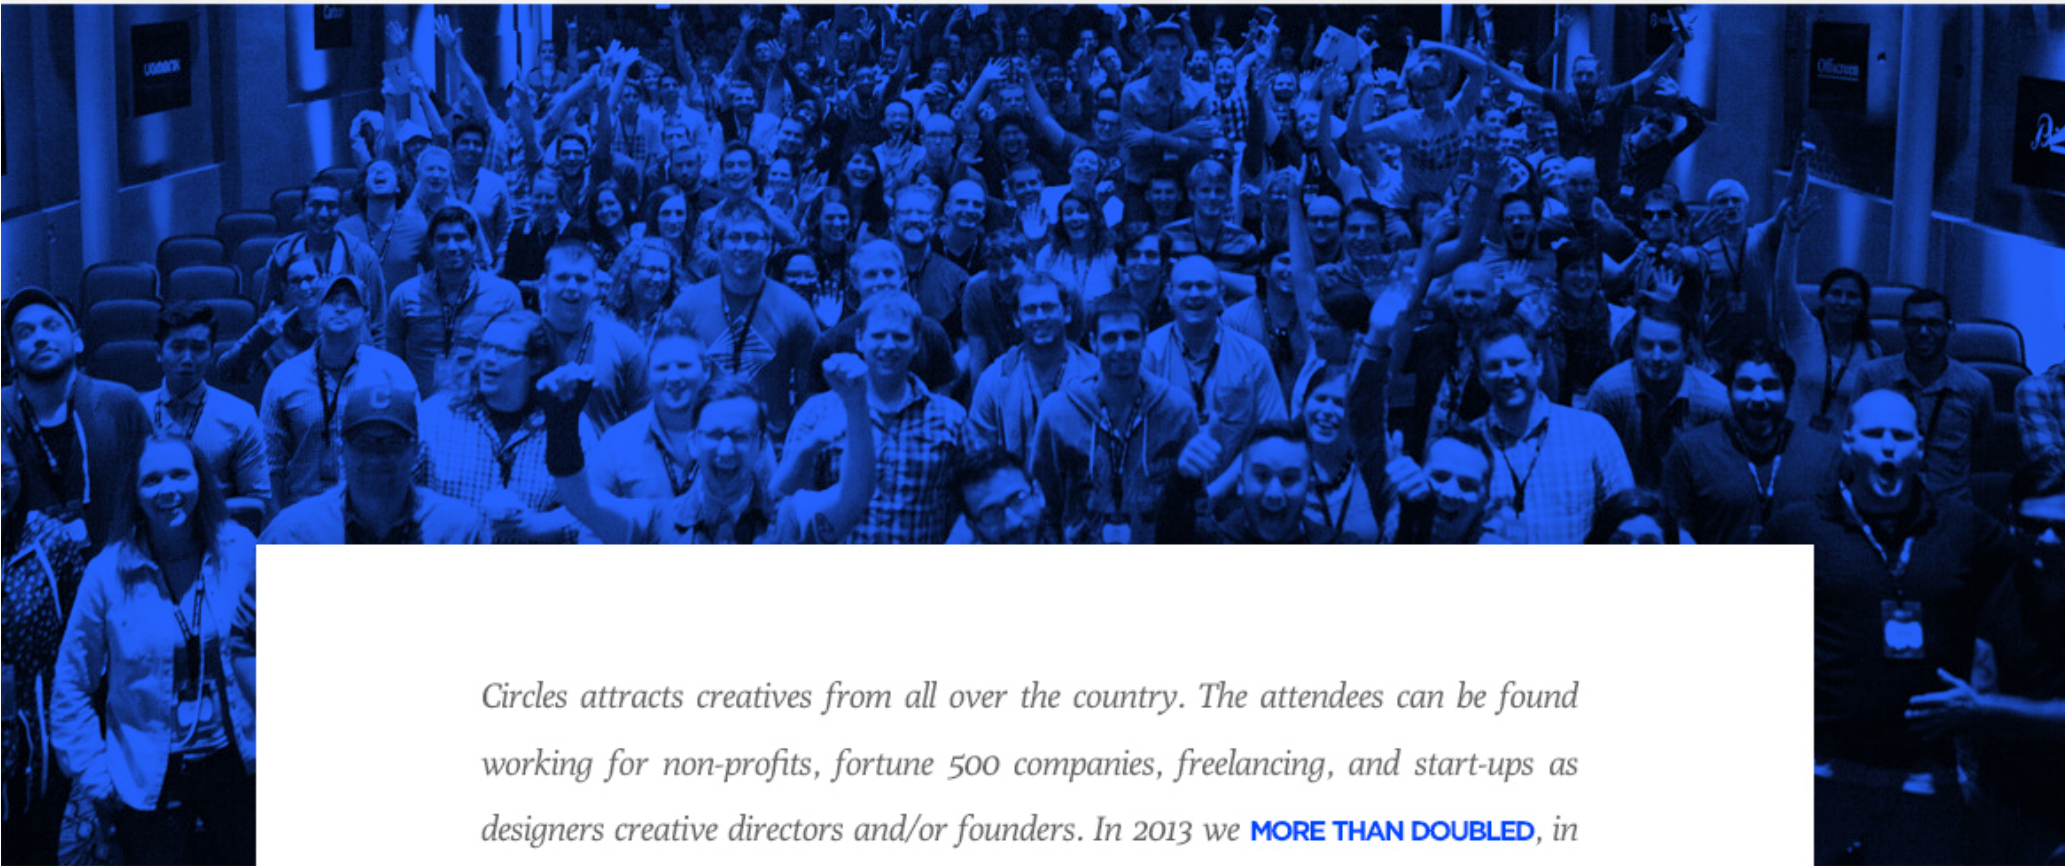 Carbon
Offscreen
Circles attracts creatives from all over the country. The attendees can be found
working for non-profits, fortune 500 companies, freelancing, and start-ups as
designers creative directors and/or founders. In 2013 we MORE THAN DOUBLED, in